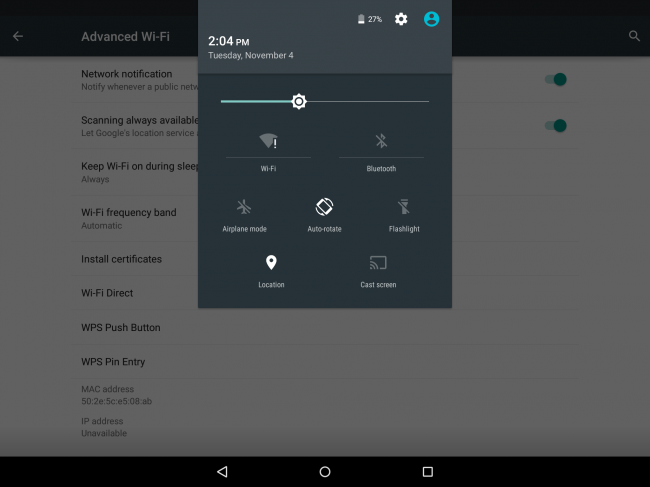 27%
2:04 PM
Tuesday, November 4
Wi-Fi
Bluetooth
Airplane mode
Auto-rotate
Flashlight
Location
Cast screen
Advanced Wi-Fi
Network notification
Notify whenever a public
Scanning always available
Let Google's location service
Keep Wi-Fi on during
Always
Wi-Fi frequency band
Automatic
Install certificates
Wi-Fi Direct
WPS Push Button
WPS Pin Entry
MAC address
50:2e:5c:e5:08:ab
IP address
Unavailable